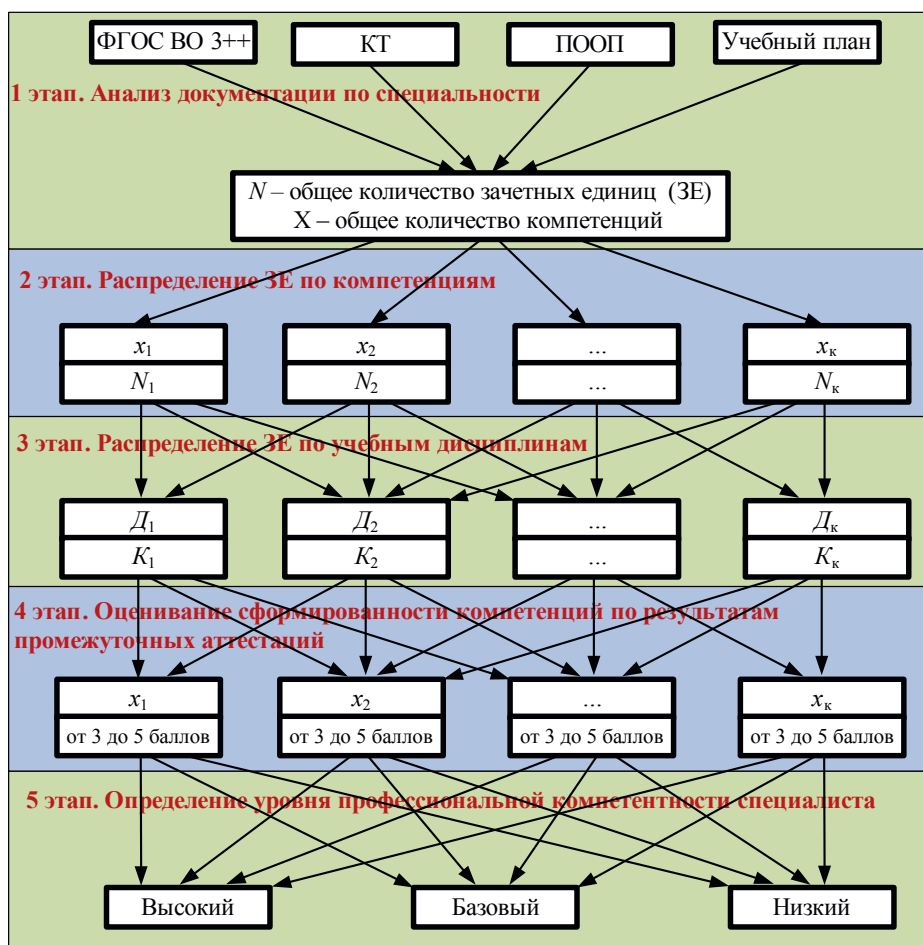 ФГОС ВО 3++
КТ
ПООП
Учебный план
1 этап. Анализ документации по специальности
N – общее количество зачетных единиц (ЗЕ)
X – общее количество компетенций
2 этап. Распределение ЗЕ по компетенциям
x₁
x₂
...
xк
N₁
N₂
...
Nк
3 этап. Распределение ЗЕ по учебным дисциплинам
Д₁
Д₂
...
Дк
К₁
К₂
...
Кк
4 этап. Оценивание сформированности компетенций по результатам
промежуточных аттестаций
x₁
x₂
...
xк
от 3 до 5 баллов
от 3 до 5 баллов
от 3 до 5 баллов
от 3 до 5 баллов
5 этап. Определение уровня профессиональной компетентности специалиста
Высокий
Базовый
Низкий